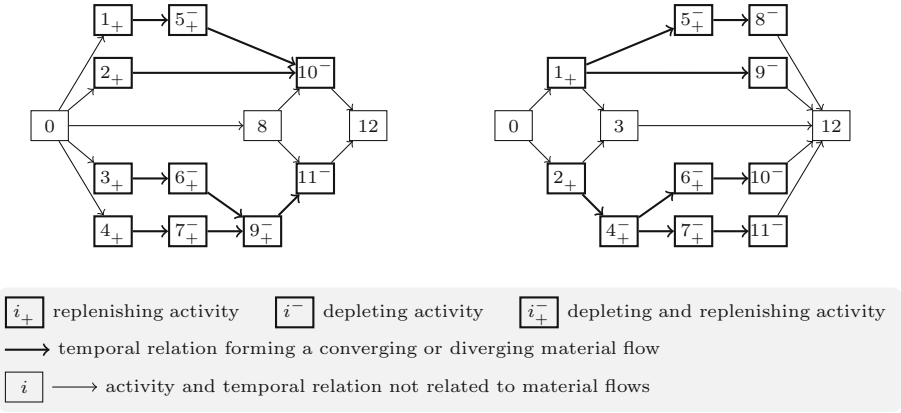 1₊ 5₊⁻ 5₊⁻ 8⁻
2₊ 10⁻ 1₊ 9⁻
0 8 12 0 3 12
3₊ 6₊⁻ 11⁻ 2₊ 6₊⁻ 10⁻
4₊ 7₊⁻ 9₊⁻ 4₊⁻ 7₊⁻ 11⁻
i₊ replenishing activity i⁻ depleting activity i₊⁻ depleting and replenishing activity
temporal relation forming a converging or diverging material flow
i activity and temporal relation not related to material flows